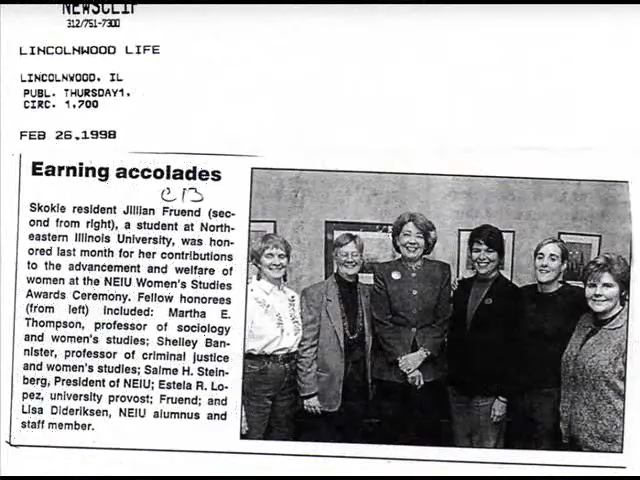 NEWSCLIP
312/751-7300
LINCOLNWOOD LIFE
LINCOLNWOOD, IL
PUBL. THURSDAY1,
CIRC. 1,700
FEB 26,1998
Earning accolades
CB
Skokie resident Jillian Fruend (sec-
ond from right), a student at North-
eastern Illinois University, was hon-
ored last month for her contributions
to the advancement and welfare of
women at the NEIU Women's Studies
Awards Ceremony. Fellow honorees
(from left) included: Martha E.
Thompson, professor of sociology
and women's studies; Shelley Ban-
nister, professor of criminal justice
and women's studies; Salme H. Stein-
berg, President of NEIU; Estela R. Lo-
pez, university provost; Fruend; and
Lisa Dideriksen, NEIU alumnus and
staff member.